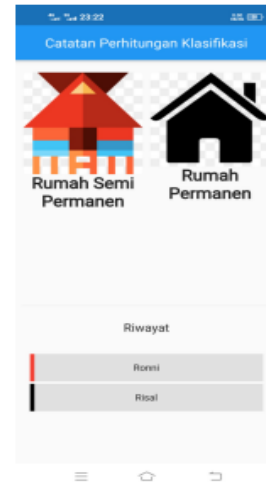 23:22
Catatan Perhitungan Klasifikasi
Rumah Semi
Permanen
Rumah
Permanen
Riwayat
Ronni
Risal